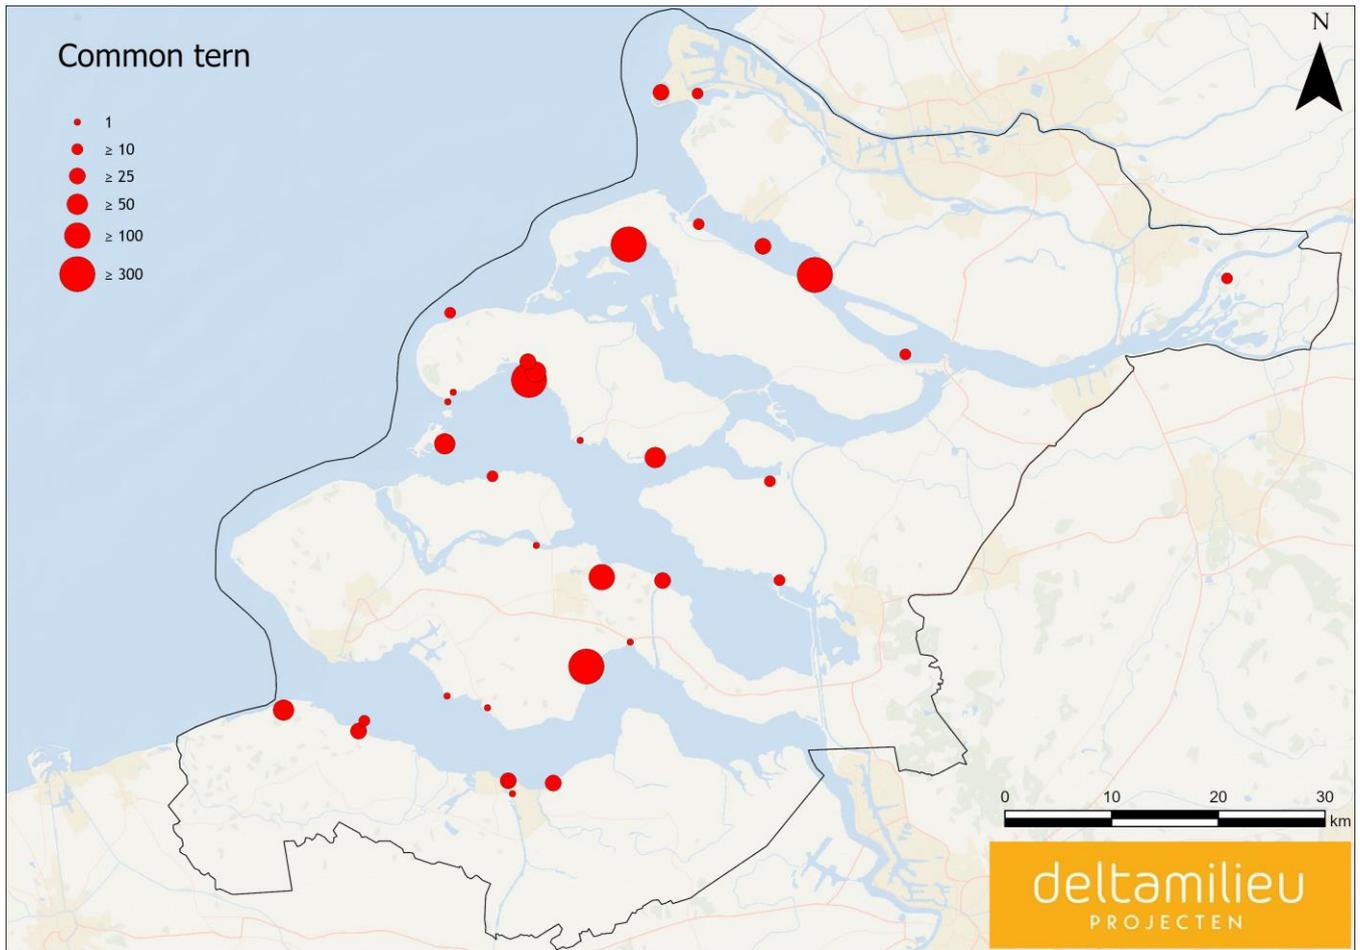 Common tern
1
≥ 10
≥ 25
≥ 50
≥ 100
≥ 300
N
0 10 20 30
km
deltamilieu
PROJECTEN